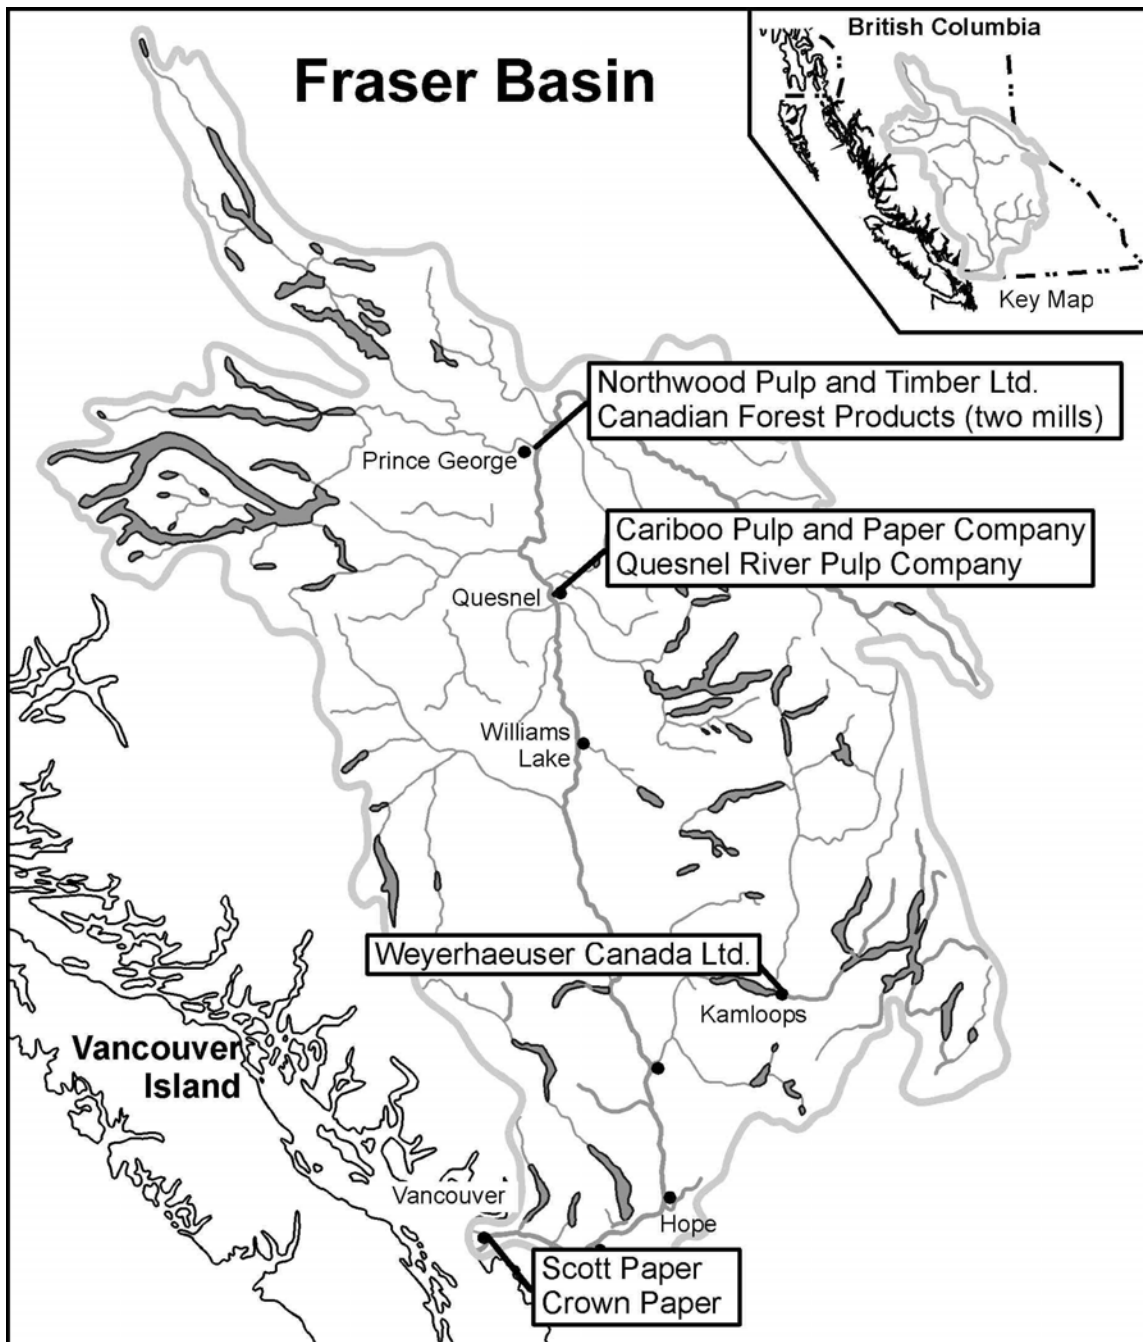 Fraser Basin
British Columbia
Key Map
Northwood Pulp and Timber Ltd.
Canadian Forest Products (two mills)
Prince George
Cariboo Pulp and Paper Company
Quesnel River Pulp Company
Quesnel
Williams
Lake
Weyerhaeuser Canada Ltd.
Kamloops
Vancouver
Island
Vancouver
Hope
Scott Paper
Crown Paper